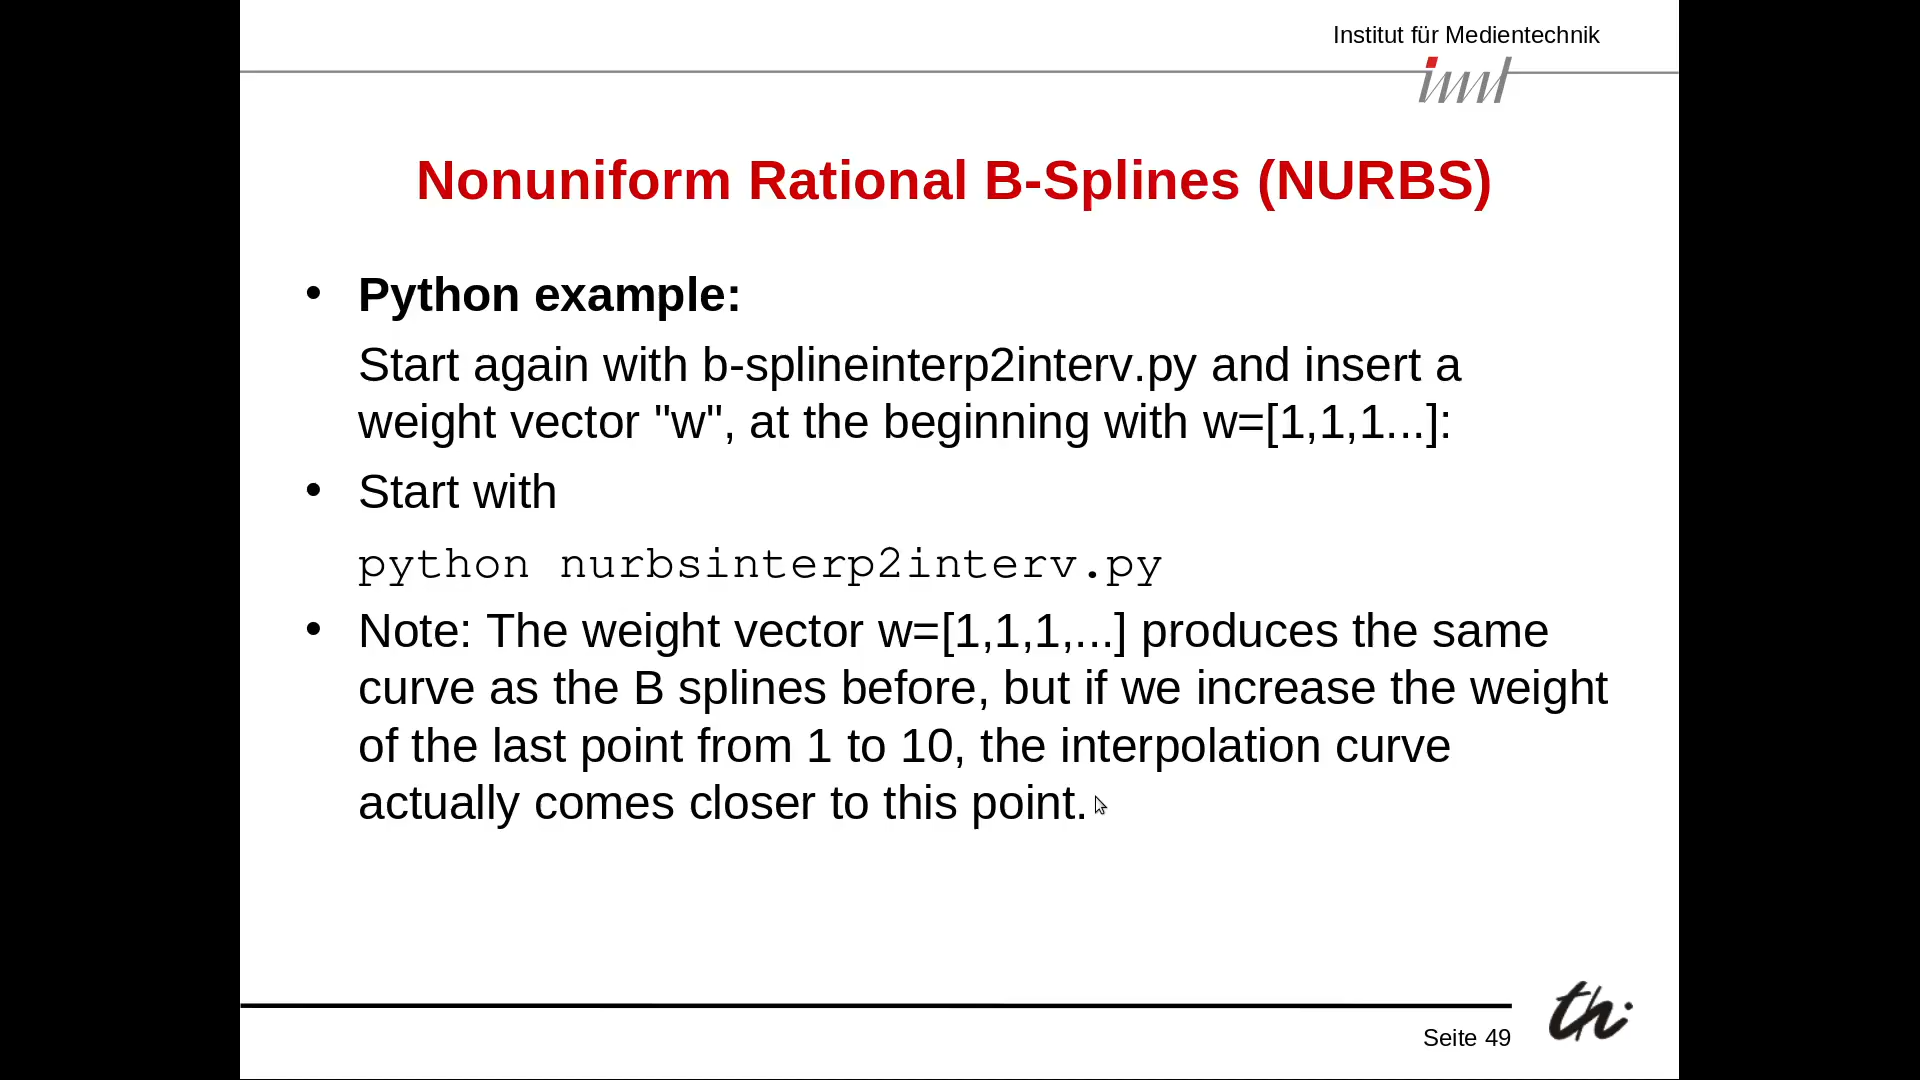 Institut für Medientechnik
imt
Nonuniform Rational B-Splines (NURBS)
• Python example:
Start again with b-splineinterp2interv.py and insert a
weight vector "w", at the beginning with w=[1,1,1...]:
• Start with
python nurbsinterp2interv.py
• Note: The weight vector w=[1,1,1,...] produces the same
curve as the B splines before, but if we increase the weight
of the last point from 1 to 10, the interpolation curve
actually comes closer to this point.
th
Seite 49